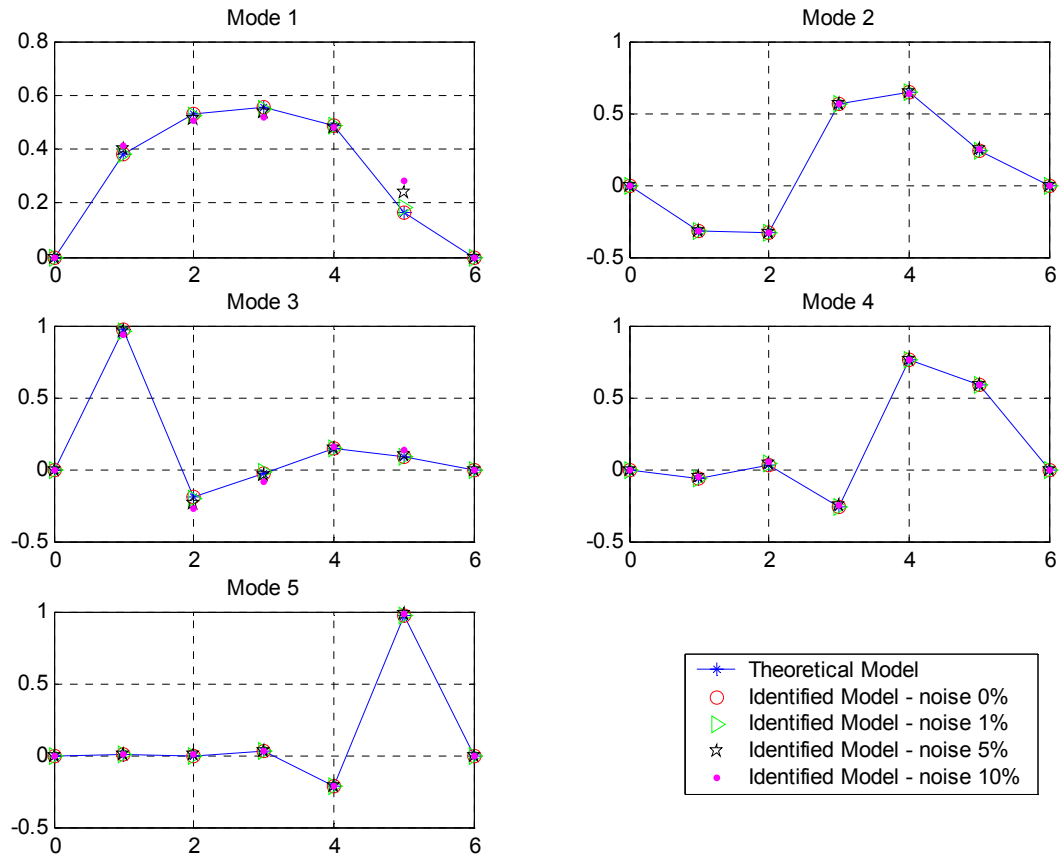 Mode 1
0.8
0.6
0.4
0.2
0
0 2 4 6
Mode 2
1
0.5
0
-0.5
0 2 4 6
Mode 3
1
0.5
0
-0.5
0 2 4 6
Mode 4
1
0.5
0
-0.5
0 2 4 6
Mode 5
1
0.5
0
-0.5
0 2 4 6
Theoretical Model
Identified Model - noise 0%
Identified Model - noise 1%
Identified Model - noise 5%
Identified Model - noise 10%